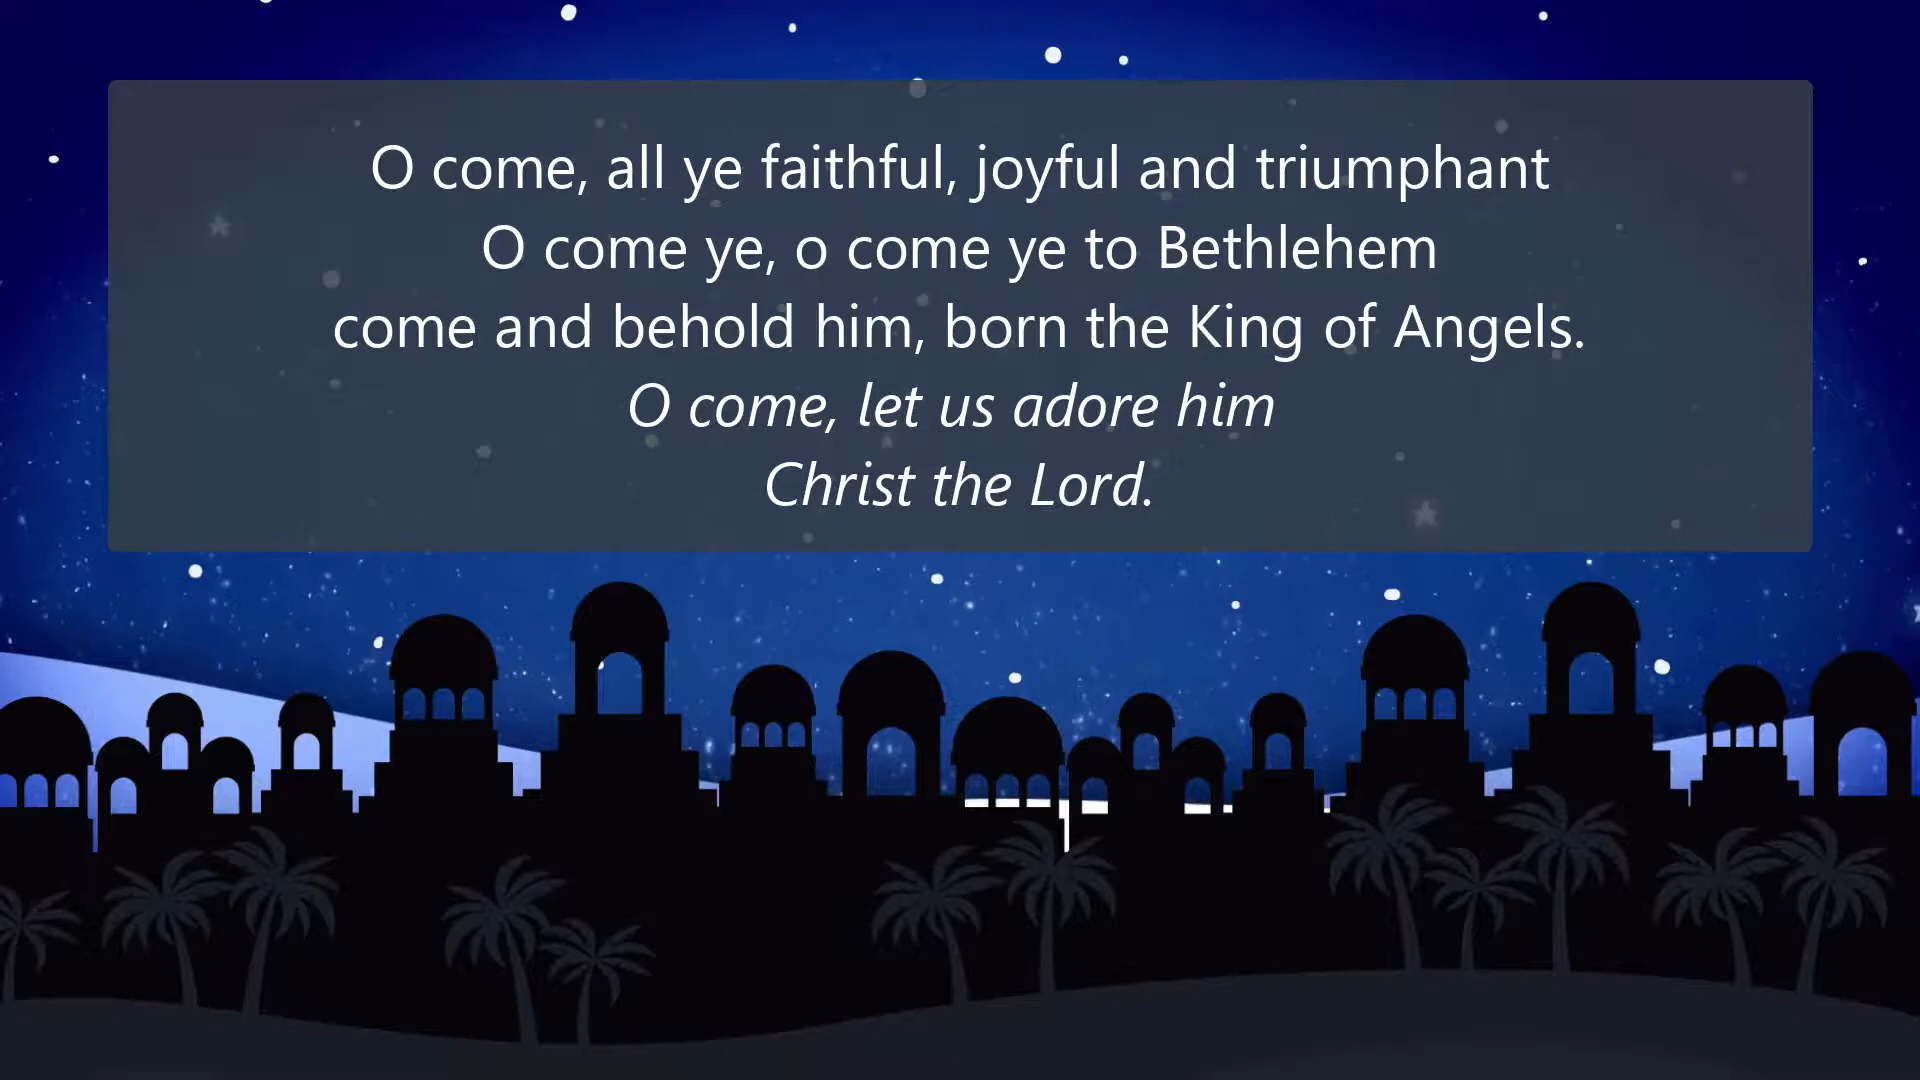 O come, all ye faithful, joyful and triumphant
O come ye, o come ye to Bethlehem
come and behold him, born the King of Angels.
O come, let us adore him
Christ the Lord.